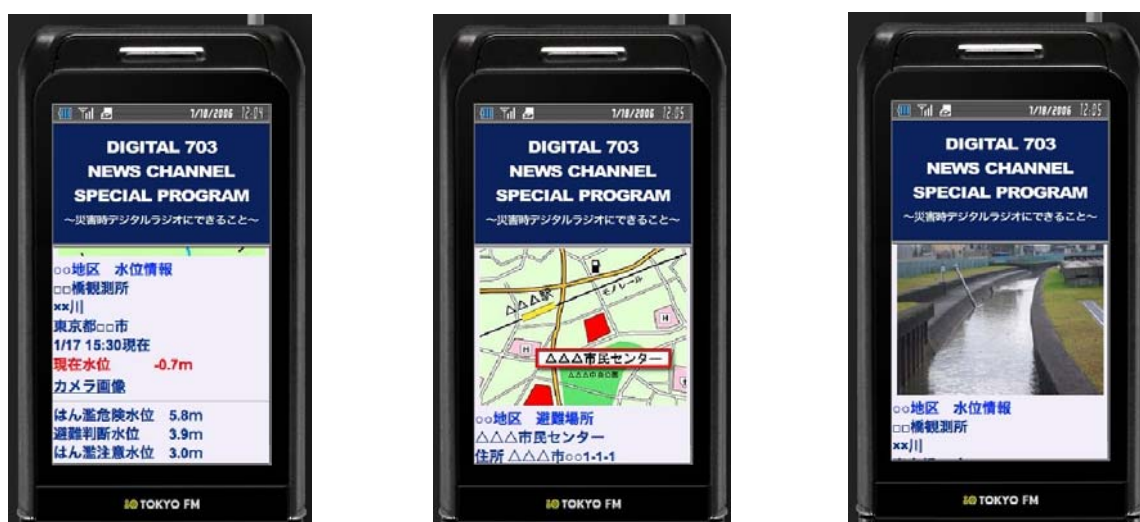 1/18/2006 12:04
DIGITAL 703
NEWS CHANNEL
SPECIAL PROGRAM
～災害時デジタルラジオにできること～
○○地区 水位情報
□□橋観測所
××川
東京都□□市
1/17 15:30現在
現在水位 -0.7m
カメラ画像
はん濫危険水位 5.8m
避難判断水位 3.9m
はん濫注意水位 3.0m
TOKYO FM
1/18/2006 12:05
DIGITAL 703
NEWS CHANNEL
SPECIAL PROGRAM
～災害時デジタルラジオにできること～
△△△駅
モノレール
H
H
△△△市民センター
△△△中央公園
○○地区 避難場所
△△△市民センター
住所 △△△市○○1-1-1
TOKYO FM
1/18/2006 12:05
DIGITAL 703
NEWS CHANNEL
SPECIAL PROGRAM
～災害時デジタルラジオにできること～
○○地区 水位情報
□□橋観測所
××川
TOKYO FM